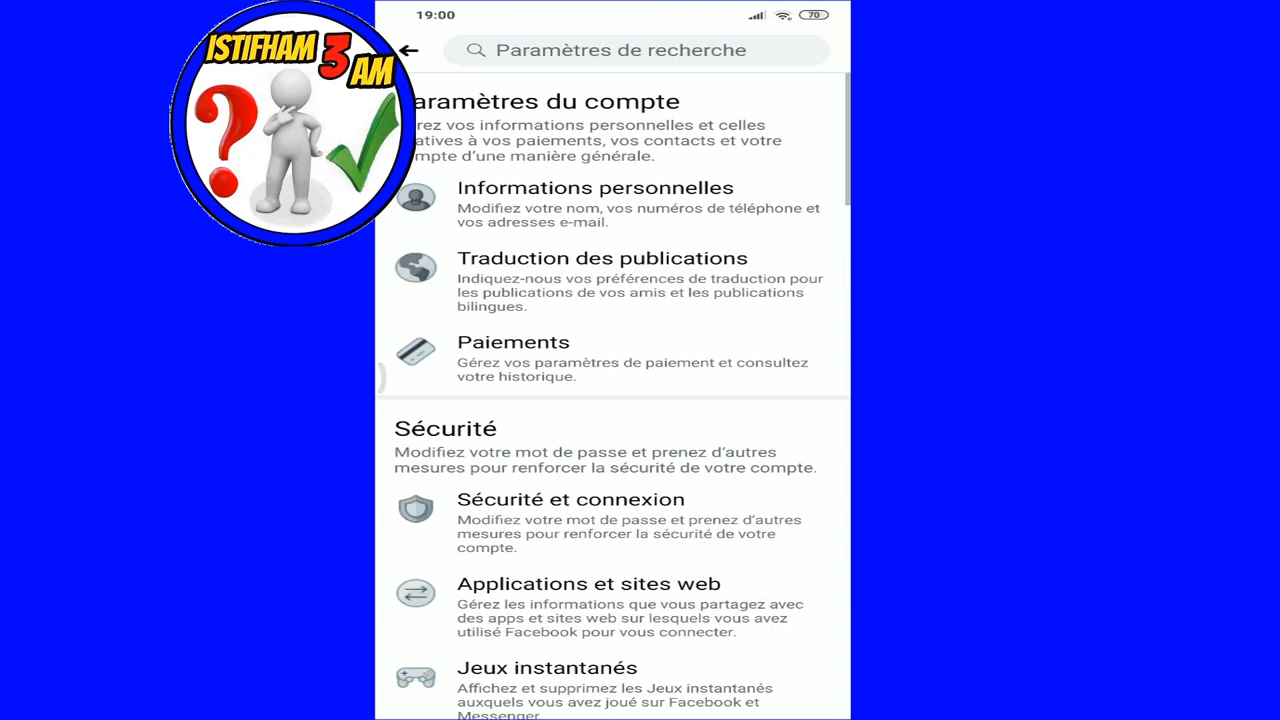 19:00
70
ISTIFHAM
3
AM
?
Paramètres de recherche
aramètres du compte
rez vos informations personnelles et celles
atives à vos paiements, vos contacts et votre
mpte d'une manière générale.
Informations personnelles
Modifiez votre nom, vos numéros de téléphone et
vos adresses e-mail.
Traduction des publications
Indiquez-nous vos préférences de traduction pour
les publications de vos amis et les publications
bilingues.
Paiements
Gérez vos paramètres de paiement et consultez
votre historique.
Sécurité
Modifiez votre mot de passe et prenez d'autres
mesures pour renforcer la sécurité de votre compte.
Sécurité et connexion
Modifiez votre mot de passe et prenez d'autres
mesures pour renforcer la sécurité de votre
compte.
Applications et sites web
Gérez les informations que vous partagez avec
des apps et sites web sur lesquels vous avez
utilisé Facebook pour vous connecter.
Jeux instantanés
Affichez et supprimez les Jeux instantanés
auxquels vous avez joué sur Facebook et
Messenger.